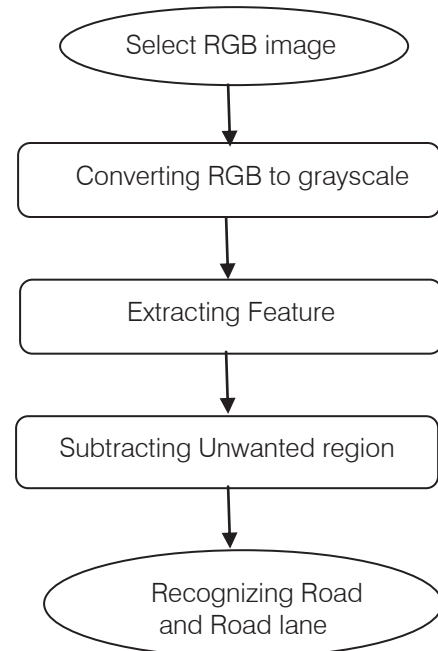 Select RGB image
Converting RGB to grayscale
Extracting Feature
Subtracting Unwanted region
Recognizing Road
and Road lane